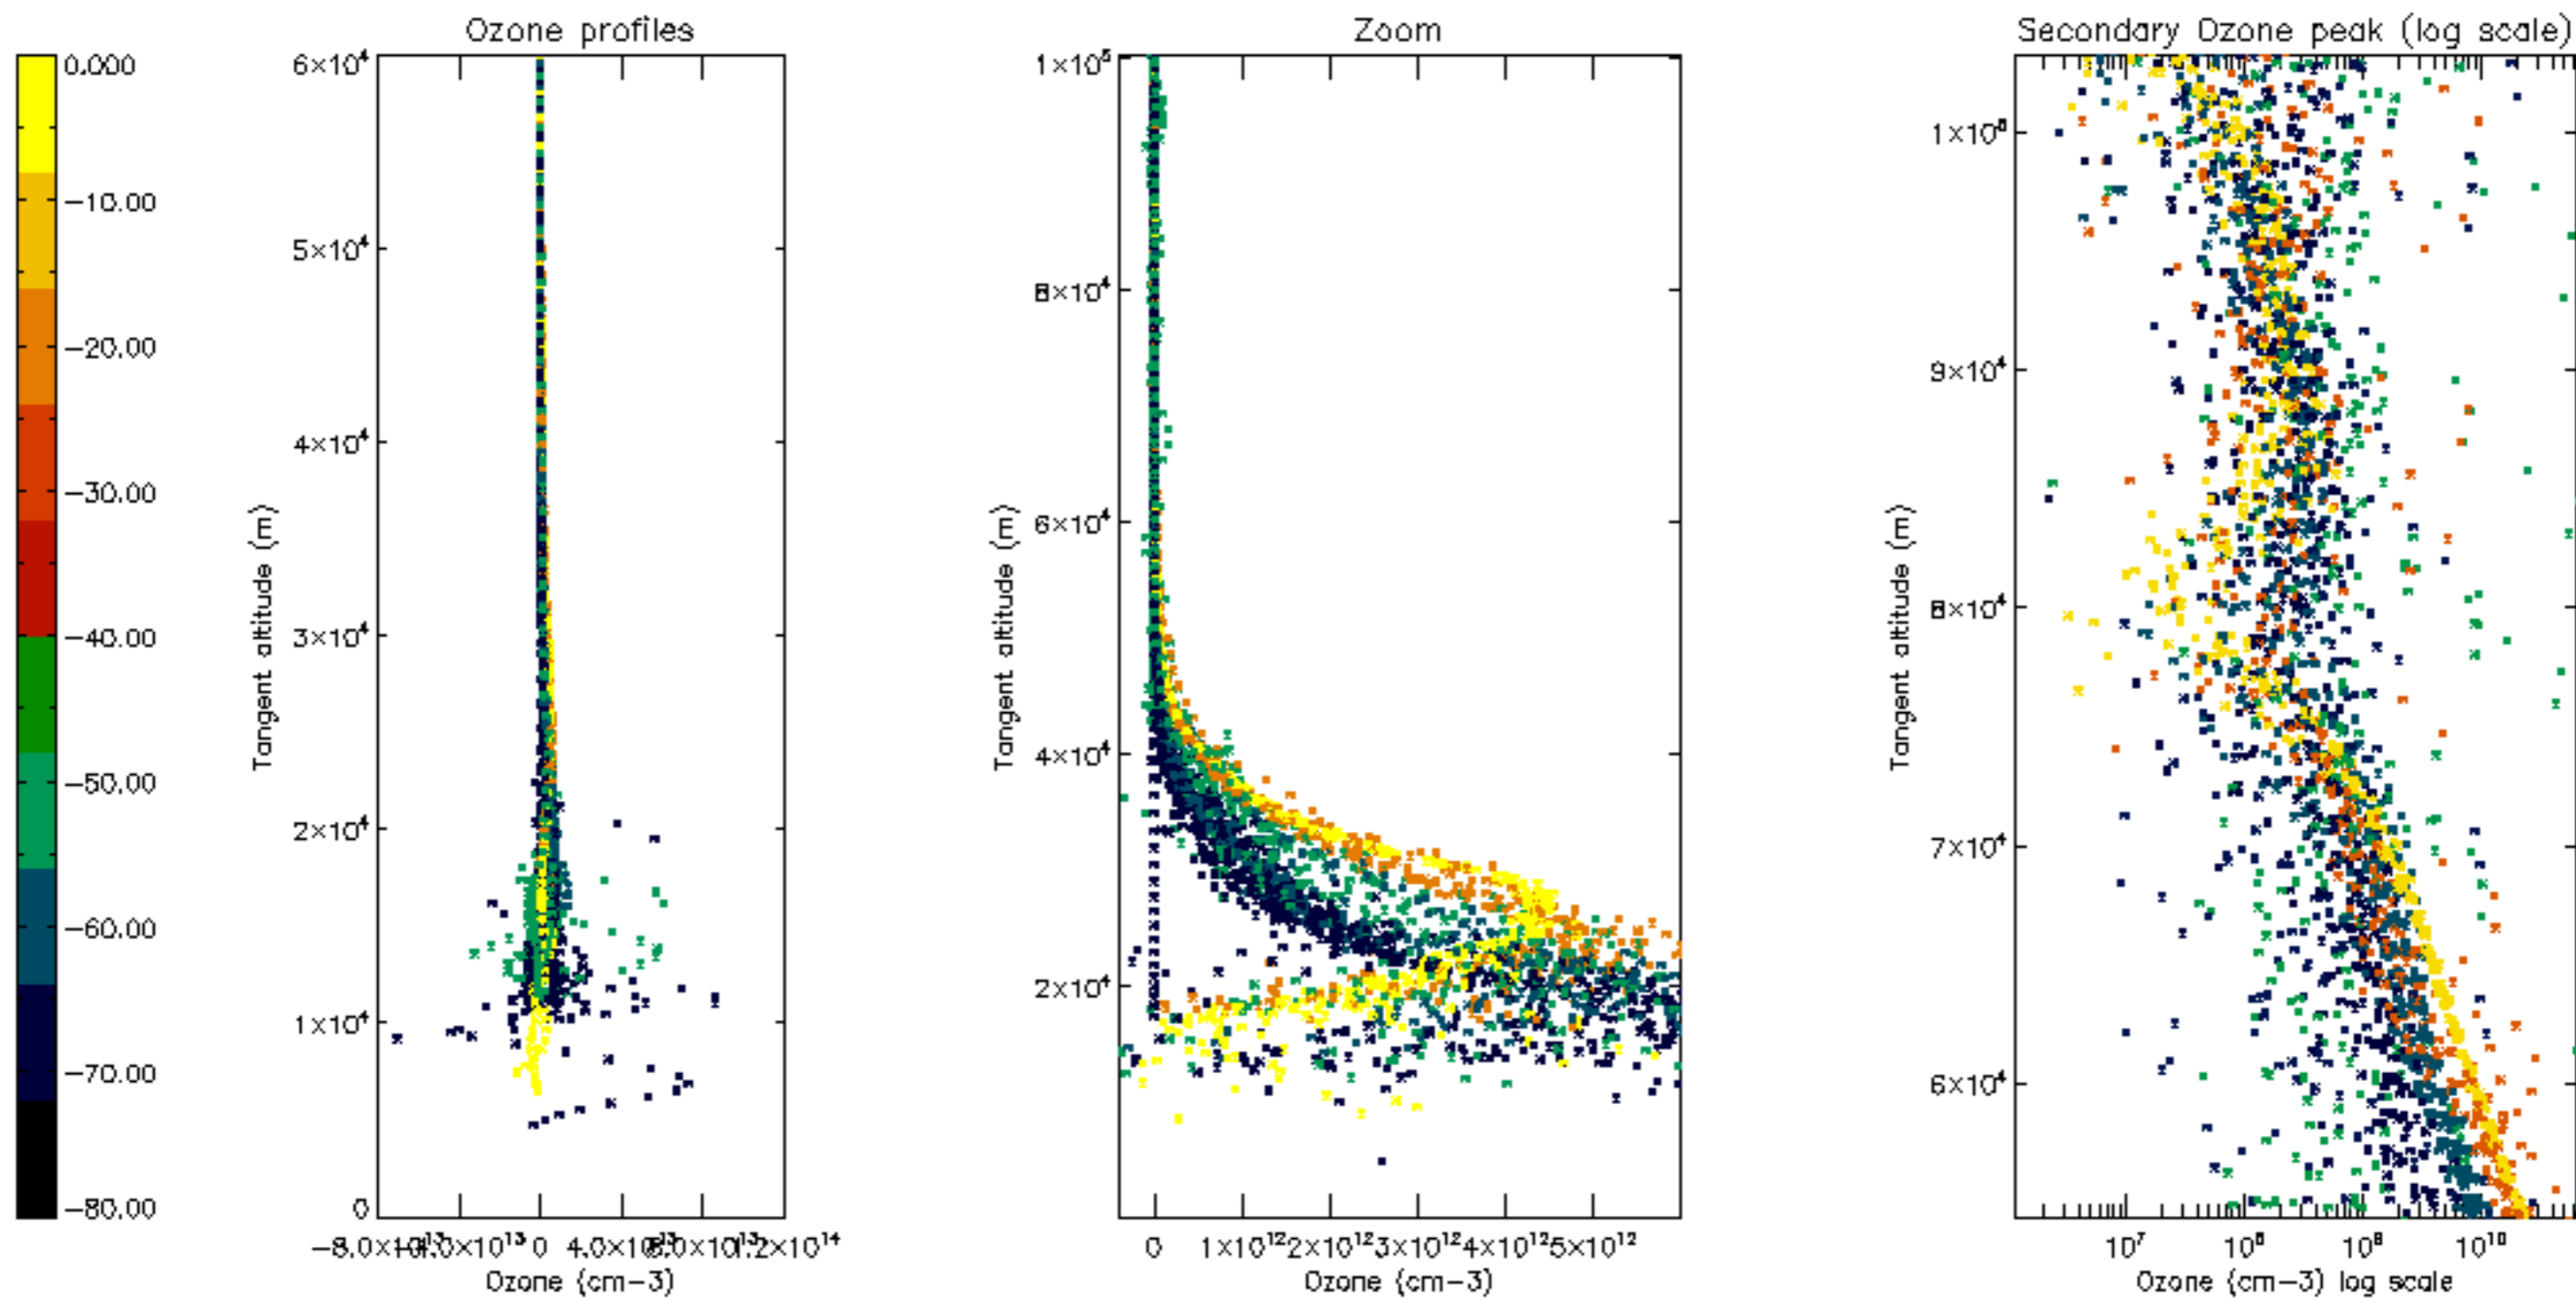 Ozone profiles
Zoom
Secondary Ozone peak (log scale)
0.000
-10.00
-20.00
-30.00
-40.00
-50.00
-60.00
-70.00
-80.00
6×10⁴
5×10⁴
4×10⁴
3×10⁴
2×10⁴
1×10⁴
0
Tangent altitude (m)
0
Ozone (cm-3)
1×10⁵
8×10⁴
6×10⁴
4×10⁴
2×10⁴
Tangent altitude (m)
0 1×10¹² 2×10¹² 3×10¹² 4×10¹² 5×10¹²
Ozone (cm-3)
9×10⁴
8×10⁴
7×10⁴
6×10⁴
Tangent altitude (m)
10⁷ 10⁸ 10⁹ 10¹⁰
Ozone (cm-3) log scale